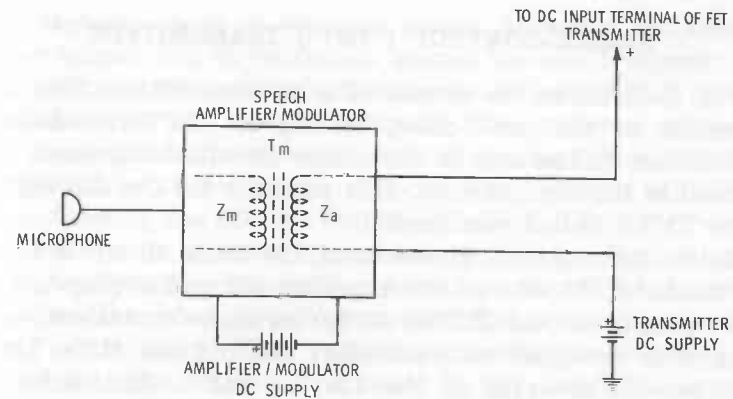 TO DC INPUT TERMINAL OF FET
TRANSMITTER
+
SPEECH
AMPLIFIER/MODULATOR
Tm
Zm
Za
MICROPHONE
+
TRANSMITTER
DC SUPPLY
+
AMPLIFIER / MODULATOR
DC SUPPLY